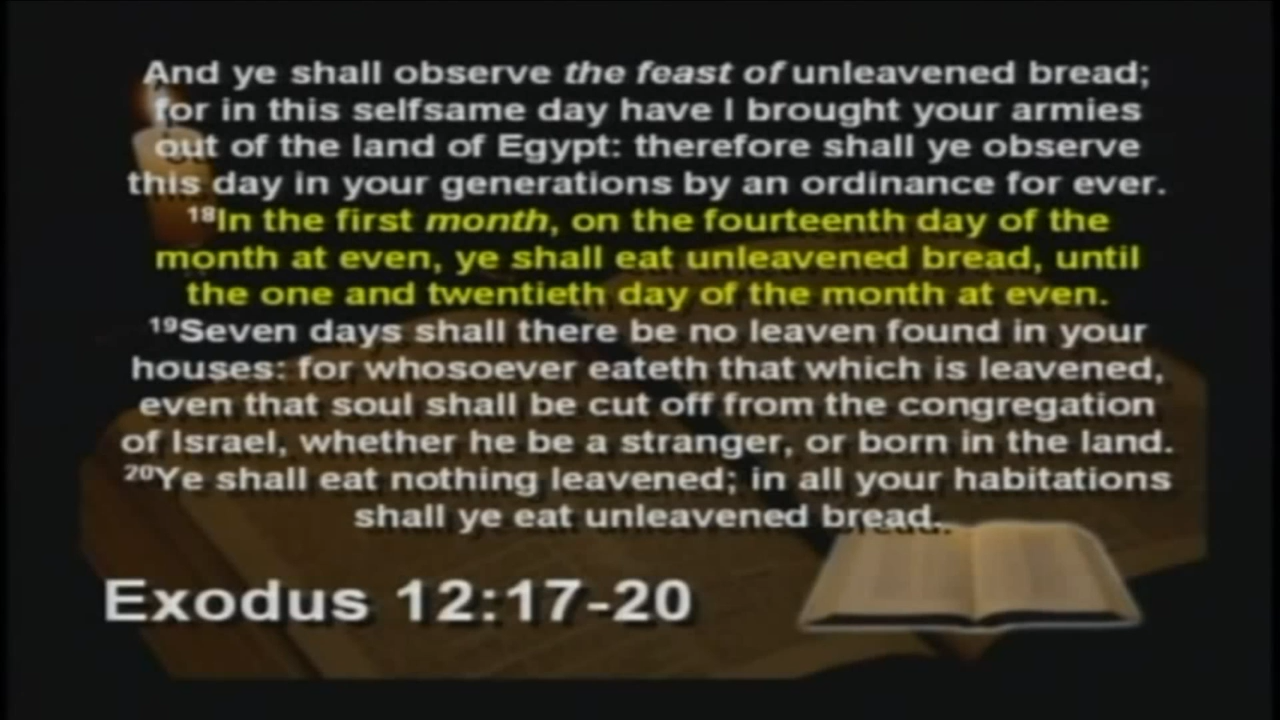 And ye shall observe the feast of unleavened bread;
for in this selfsame day have I brought your armies
out of the land of Egypt: therefore shall ye observe
this day in your generations by an ordinance for ever.
¹⁸In the first month, on the fourteenth day of the
month at even, ye shall eat unleavened bread, until
the one and twentieth day of the month at even.
¹⁹Seven days shall there be no leaven found in your
houses: for whosoever eateth that which is leavened,
even that soul shall be cut off from the congregation
of Israel, whether he be a stranger, or born in the land.
²⁰Ye shall eat nothing leavened; in all your habitations
shall ye eat unleavened bread.
Exodus 12:17-20